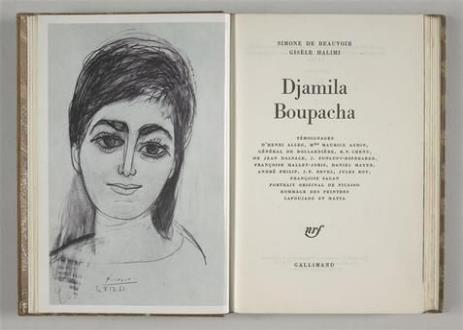 Picasso
SIMONE DE BEAUVOIR
GISÈLE HALIMI
Djamila
Boupacha
TÉMOIGNAGES
D'HENRI ALLEG, Mme MAURICE AUDIN,
GÉNÉRAL DE BOLLARDIÈRE, R.P. CHENU,
DE JEAN DALSACE, J. FONLUPT-ESPERABER,
FRANÇOISE MALLET-JORIS, DANIEL MAYER,
ANDRÉ PHILIP, J.F. REVEL, JULES ROY,
FRANÇOISE SAGAN
PORTRAIT ORIGINAL DE PICASSO
HOMMAGE DES PEINTRES
LAPOUJADE ET MATTA
nrf
GALLIMARD